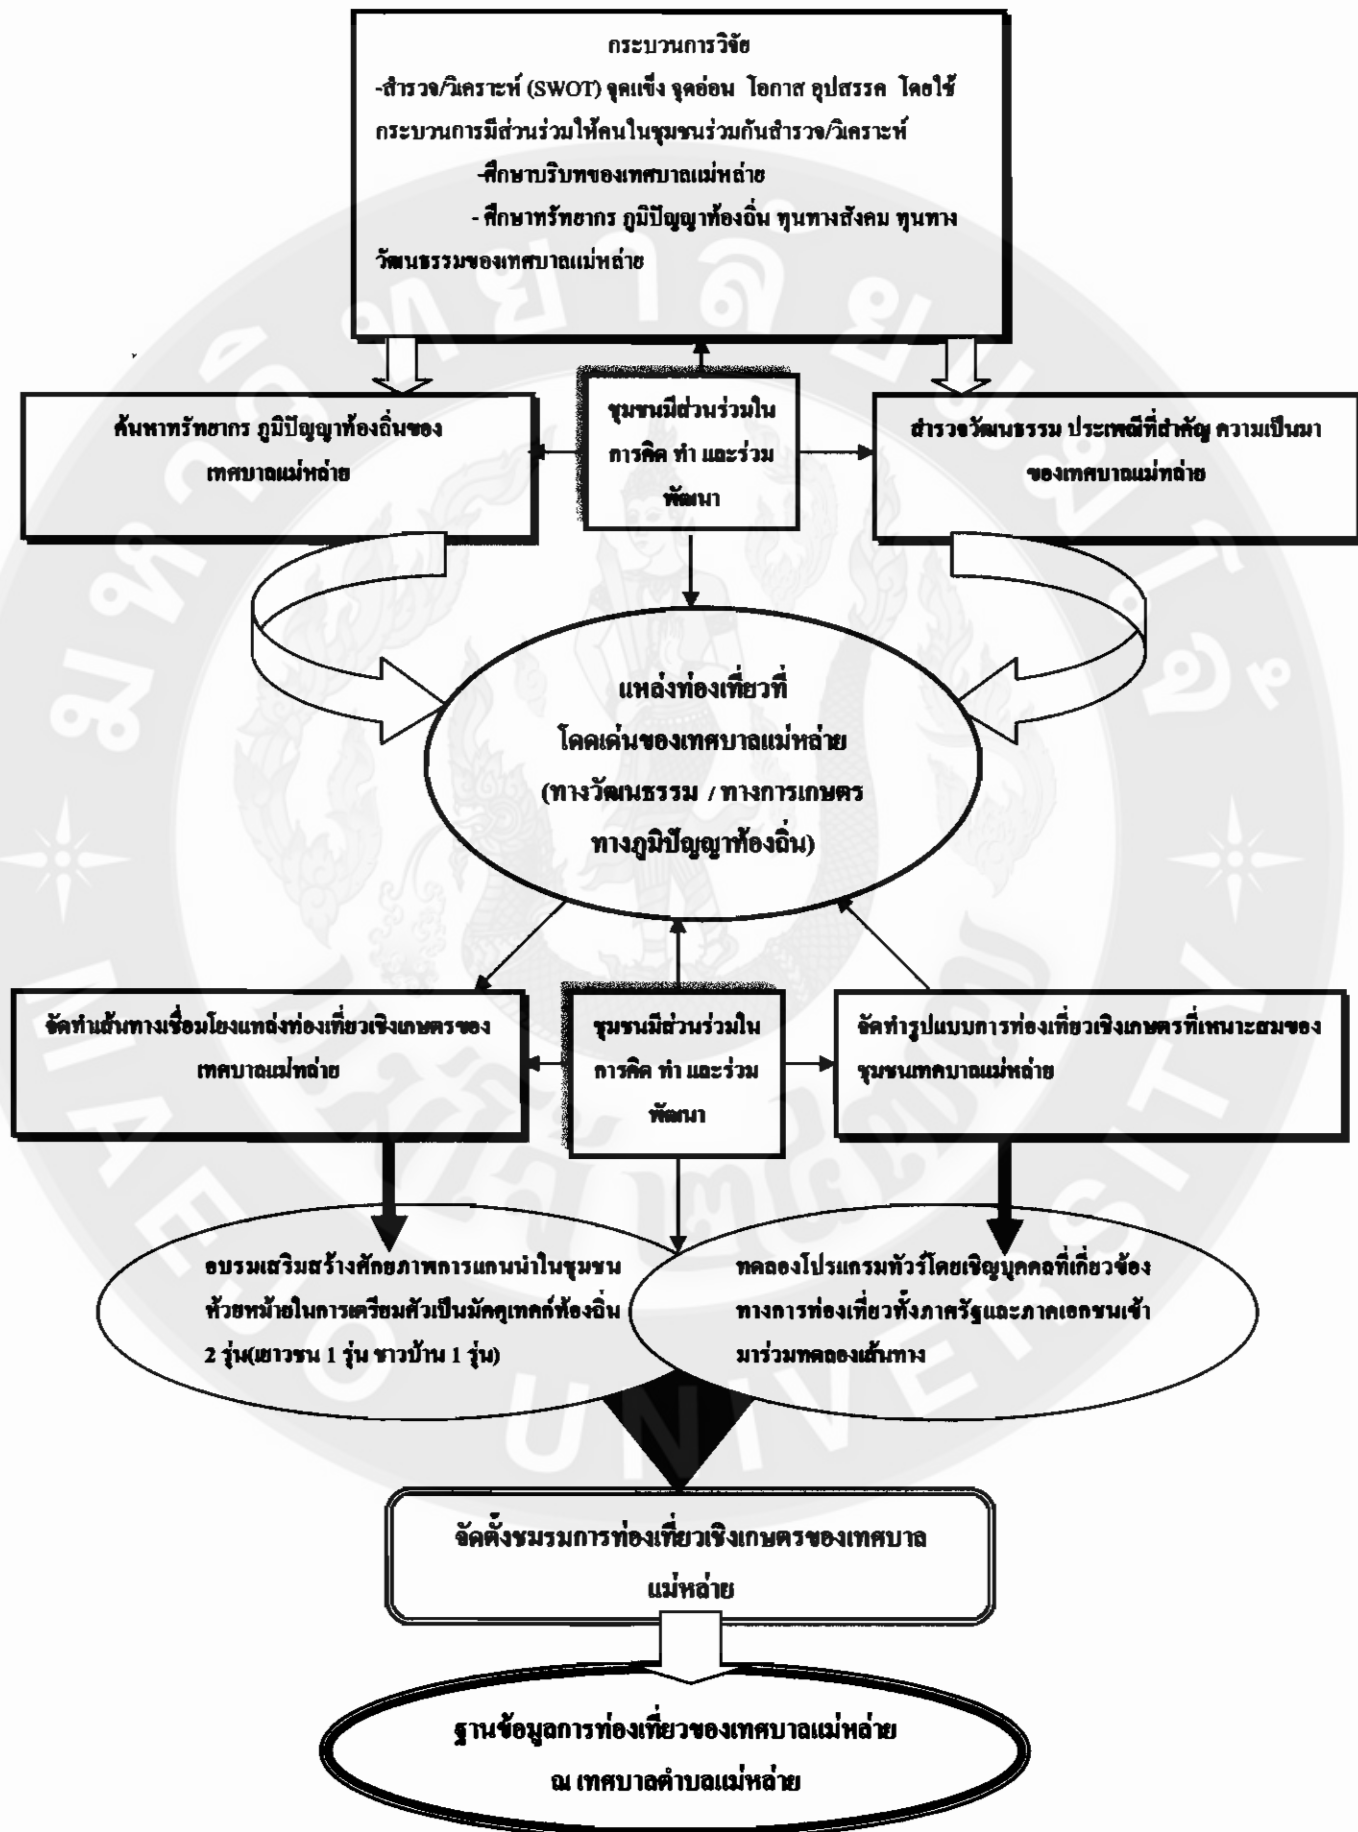 กระบวนการวิจัย
-สำรวจ/วิเคราะห์ (SWOT) จุดแข็ง จุดอ่อน โอกาส อุปสรรค โดยใช้
กระบวนการมีส่วนร่วมให้คนในชุมชนร่วมกันสำรวจ/วิเคราะห์
-ศึกษาบริบทของเทศบาลแม่หล่าย
- ศึกษาทรัพยากร ภูมิปัญญาท้องถิ่น ทุนทางสังคม ทุนทาง
วัฒนธรรมของเทศบาลแม่หล่าย
ค้นหาทรัพยากร ภูมิปัญญาท้องถิ่นของ
เทศบาลแม่หล่าย
ชุมชนมีส่วนร่วมใน
การคิด ทำ และร่วม
พัฒนา
สำรวจวัฒนธรรม ประเพณีที่สำคัญ ความเป็นมา
ของเทศบาลแม่หล่าย
แหล่งท่องเที่ยวที่
โดดเด่นของเทศบาลแม่หล่าย
(ทางวัฒนธรรม / ทางการเกษตร
ทางภูมิปัญญาท้องถิ่น)
จัดทำเส้นทางเชื่อมโยงแหล่งท่องเที่ยวเชิงเกษตรของ
เทศบาลแม่หล่าย
ชุมชนมีส่วนร่วมใน
การคิด ทำ และร่วม
พัฒนา
จัดทำรูปแบบการท่องเที่ยวเชิงเกษตรที่เหมาะสมของ
ชุมชนเทศบาลแม่หล่าย
อบรมเสริมสร้างศักยภาพการแกนนำในชุมชน
ห้วยหม้ายในการเตรียมตัวเป็นมัคคุเทศก์ท้องถิ่น
2 รุ่น(เยาวชน 1 รุ่น ชาวบ้าน 1 รุ่น)
ทดลองโปรแกรมทัวร์โดยเชิญบุคคลที่เกี่ยวข้อง
ทางการท่องเที่ยวทั้งภาครัฐและภาคเอกชนเข้า
มาร่วมทดลองเส้นทาง
จัดตั้งชมรมการท่องเที่ยวเชิงเกษตรของเทศบาล
แม่หล่าย
ฐานข้อมูลการท่องเที่ยวของเทศบาลแม่หล่าย
ณ เทศบาลตำบลแม่หล่าย
มหาวิทยาลัยแม่โจ้
MAEJO UNIVERSITY